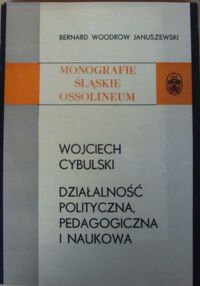 BERNARD WOODROW JANUSZEWSKI
MONOGRAFIE
ŚLĄSKIE
OSSOLINEUM
WOJCIECH
CYBULSKI
DZIAŁALNOŚĆ
POLITYCZNA,
PEDAGOGICZNA
I NAUKOWA